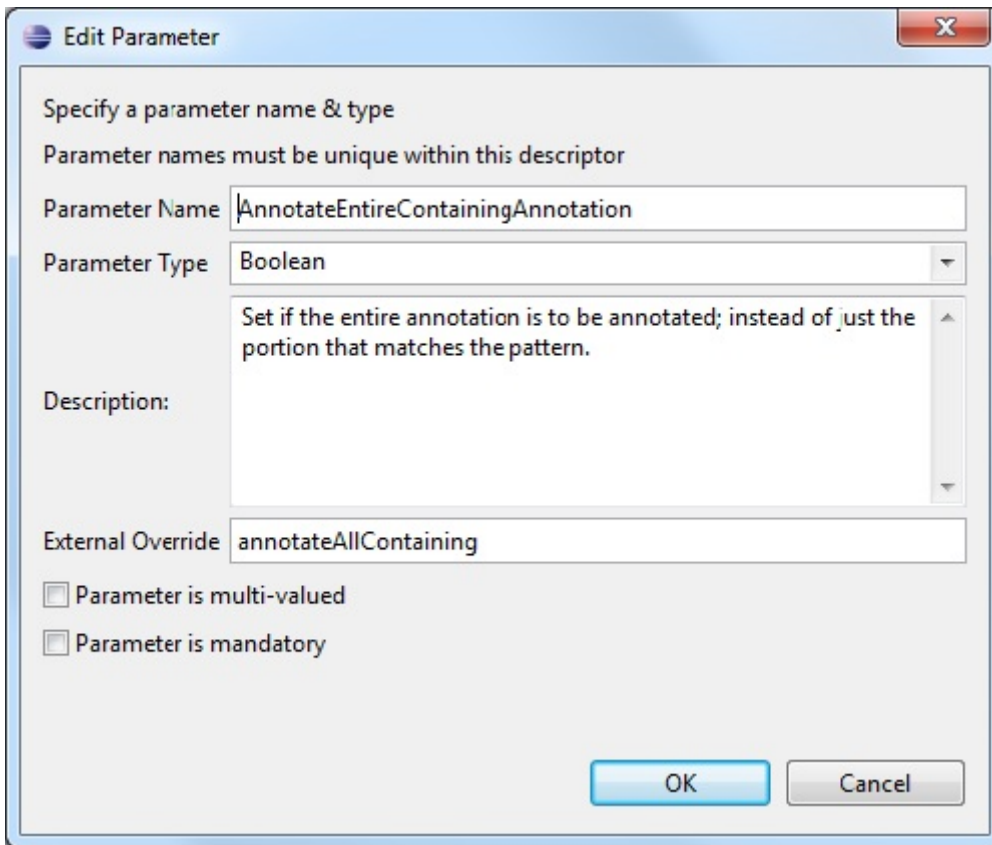 Edit Parameter
Specify a parameter name & type
Parameter names must be unique within this descriptor
Parameter Name AnnotateEntireContainingAnnotation
Parameter Type Boolean
Set if the entire annotation is to be annotated; instead of just the
portion that matches the pattern.
Description:
External Override annotateAllContaining
Parameter is multi-valued
Parameter is mandatory
OK Cancel